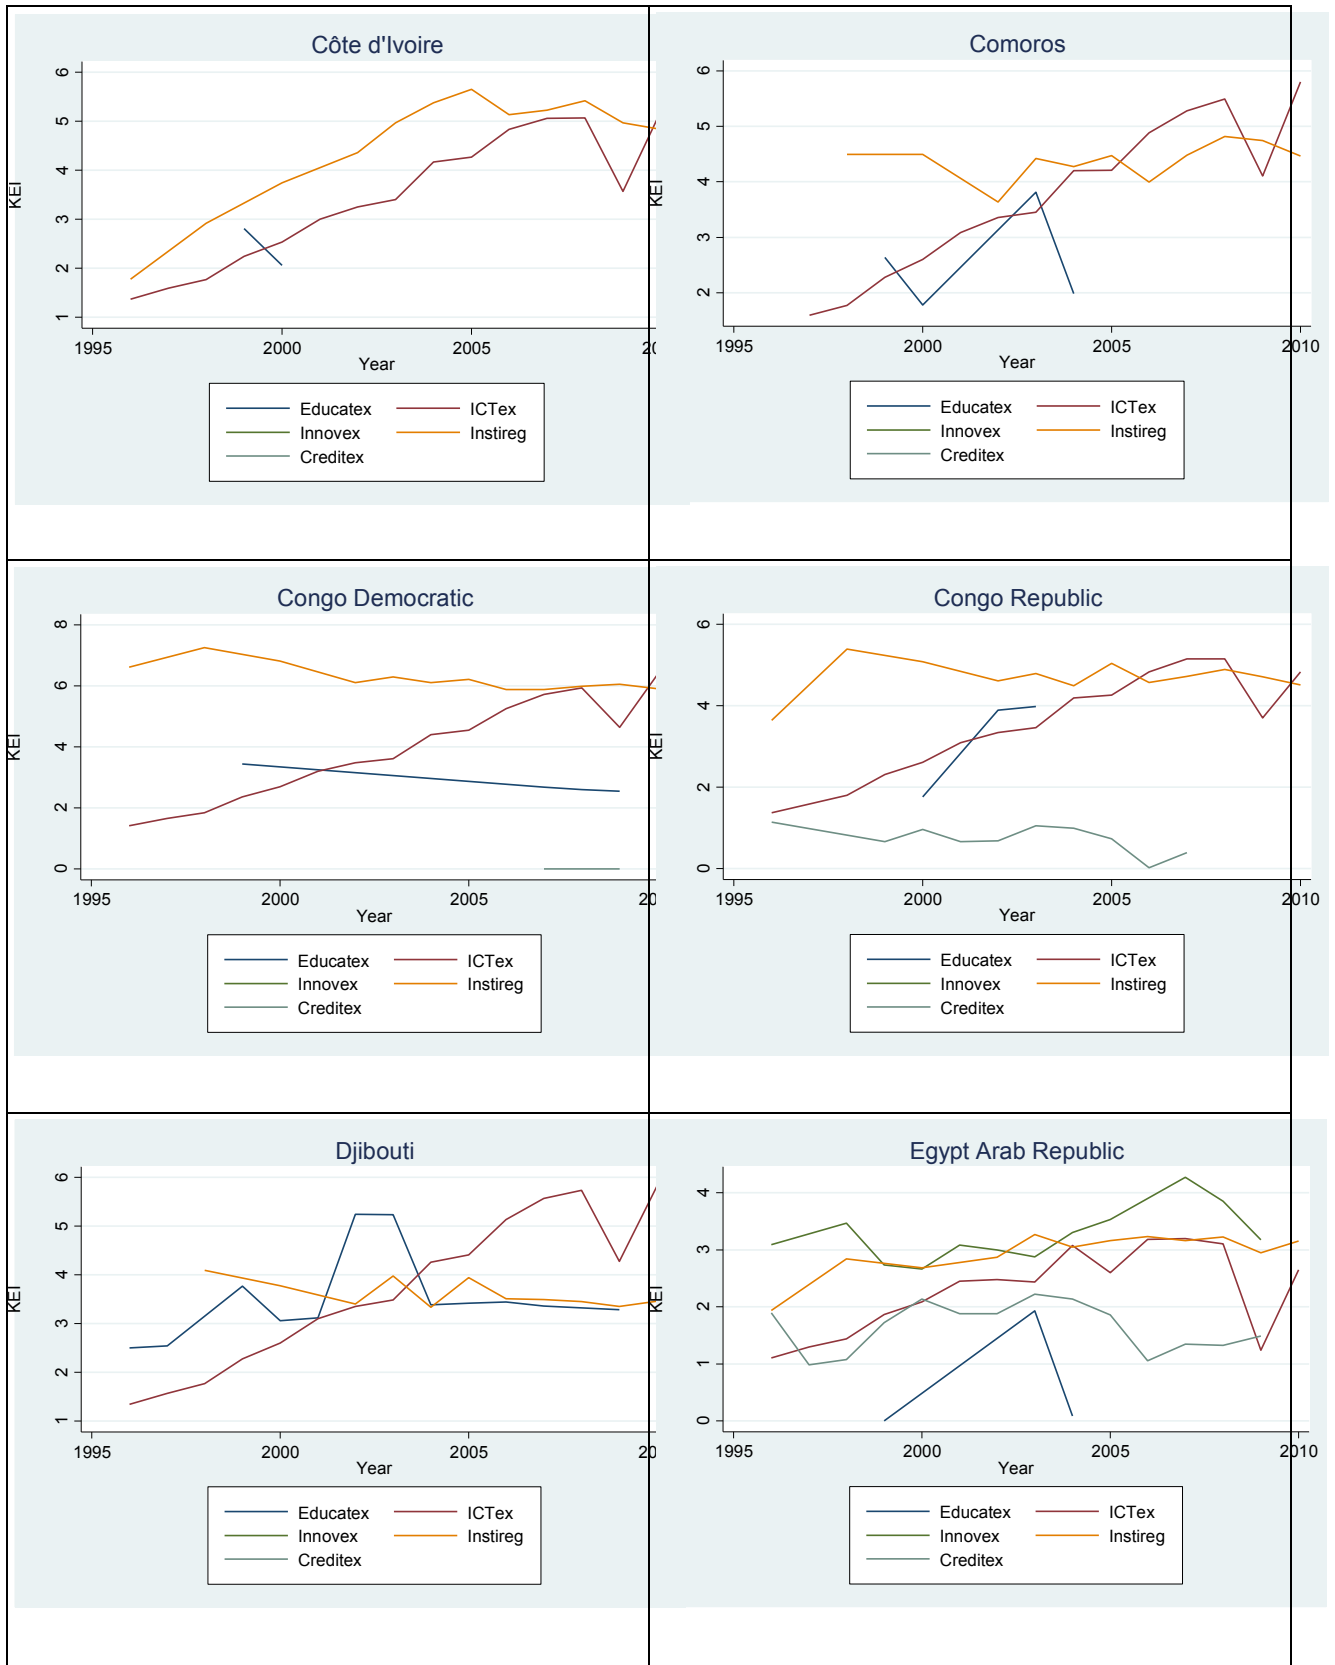 Côte d'Ivoire
KEI
6
5
4
3
2
1
1995 2000 2005 20
Year
Educatex ICTex
Innovex Instireg
Creditex
Comoros
KEI
6
5
4
3
2
1995 2000 2005 2010
Year
Educatex ICTex
Innovex Instireg
Creditex
Congo Democratic
KEI
8
6
4
2
0
1995 2000 2005 20
Year
Educatex ICTex
Innovex Instireg
Creditex
Congo Republic
KEI
6
4
2
0
1995 2000 2005 2010
Year
Educatex ICTex
Innovex Instireg
Creditex
Djibouti
KEI
6
5
4
3
2
1
1995 2000 2005 20
Year
Educatex ICTex
Innovex Instireg
Creditex
Egypt Arab Republic
KEI
4
3
2
1
0
1995 2000 2005 2010
Year
Educatex ICTex
Innovex Instireg
Creditex